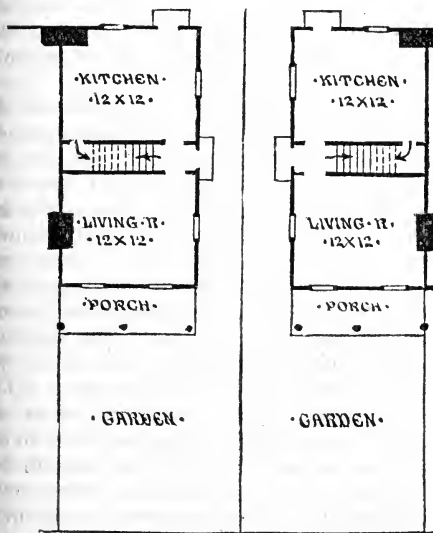 ·KITCHEN·
·12X12·
·KITCHEN·
·12X12·
·LIVING·R·
·12X12·
LIVING·R·
·12X12·
·PORCH·
·PORCH·
·GARDEN·
·GARDEN·